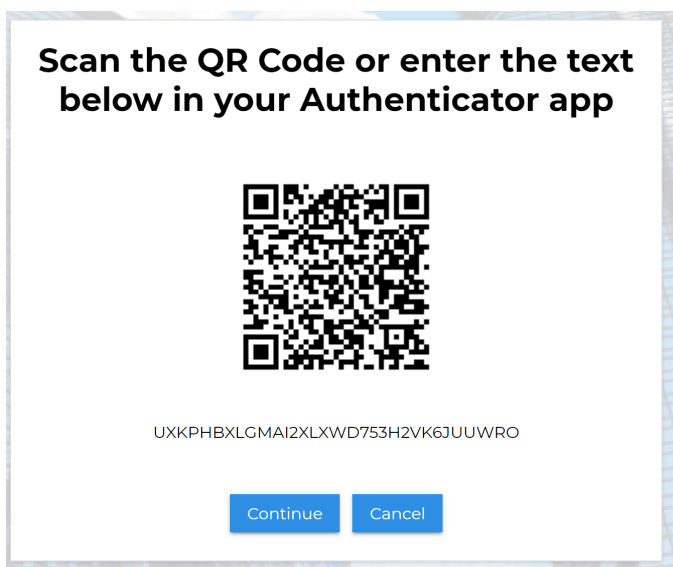 Scan the QR Code or enter the text
below in your Authenticator app
UXKPHBXLGMAI2XLXWD753H2VK6JUUWRO
Continue
Cancel